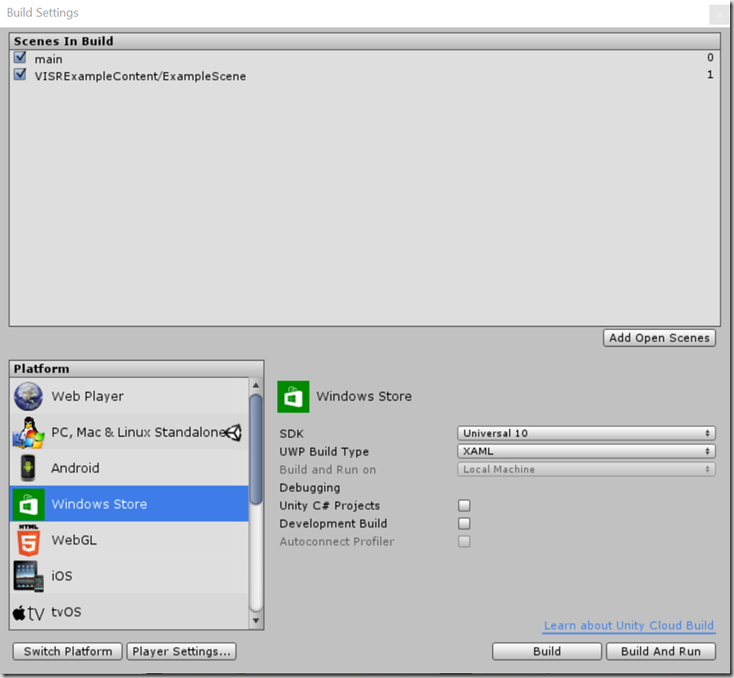 Build Settings
Scenes In Build
main 0
VISRExampleContent/ExampleScene 1
Add Open Scenes
Platform
Web Player
PC, Mac & Linux Standalone
Android
Windows Store
HTML
5
WebGL
iOS
tv
tvOS
Windows Store
SDK Universal 10
UWP Build Type XAML
Build and Run on Local Machine
Debugging
Unity C# Projects
Development Build
Autoconnect Profiler
Learn about Unity Cloud Build
Switch Platform Player Settings... Build Build And Run